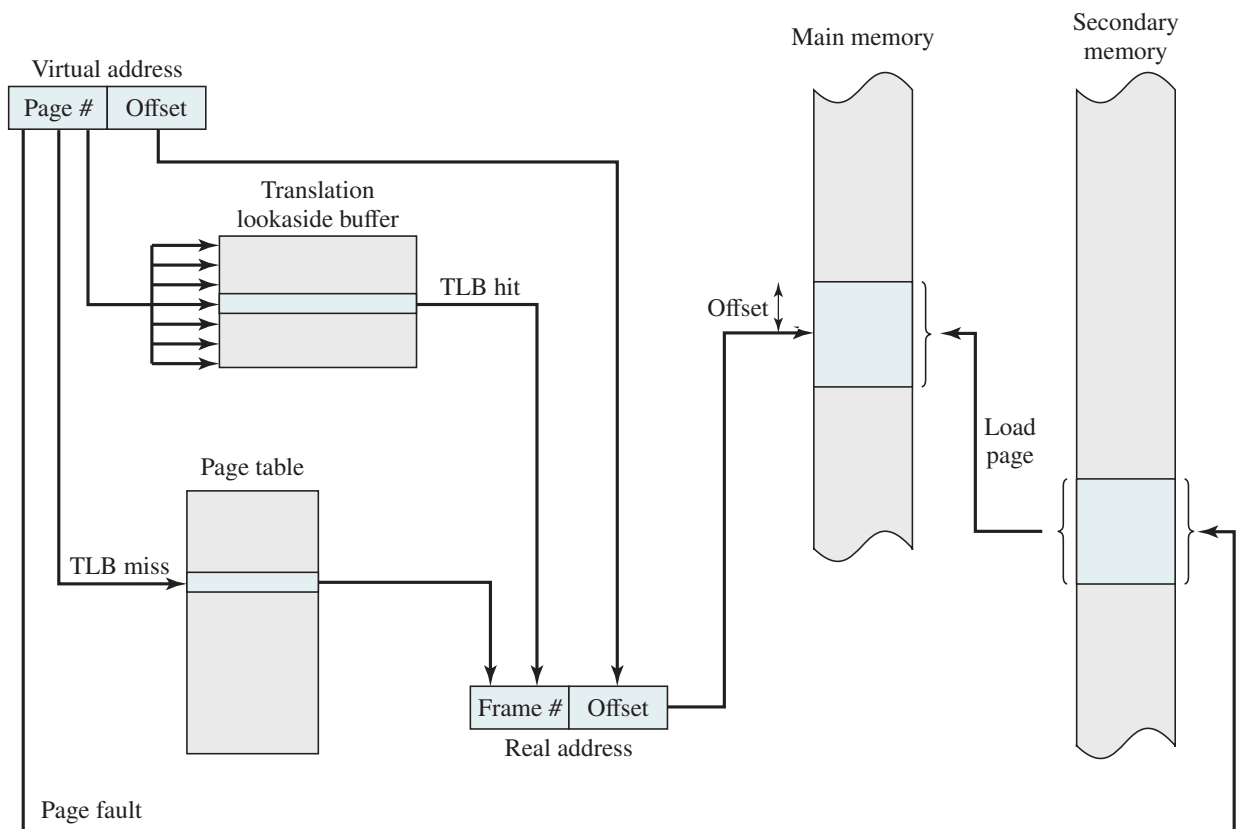 Secondary
memory
Main memory
Virtual address
Page #
Offset
Translation
lookaside buffer
TLB hit
Offset
Load
page
Page table
TLB miss
Frame #
Offset
Real address
Page fault